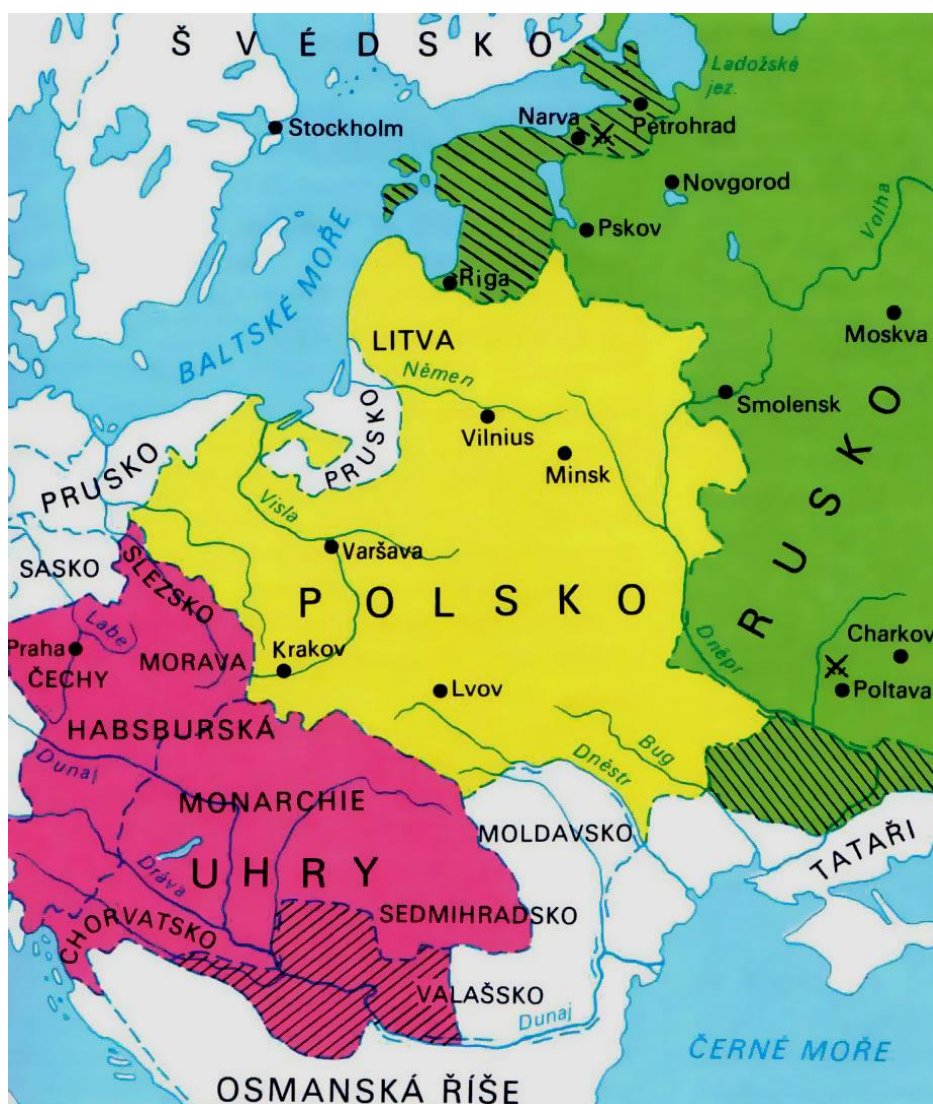 ŠVÉDSKO
Ladožské
jez.
Stockholm
Narva
Petrohrad
Novgorod
Volha
Pskov
BALTSKÉ MOŘE
Riga
Moskva
LITVA
Němen
Smolensk
Vilnius
PRUSKO
Minsk
PRUSKO
RUSKO
Visla
Varšava
SASKO
SLEZSKO
POLSKO
Labe
Praha
ČECHY
MORAVA
Krakov
Dněpr
Charkov
Poltava
Lvov
HABSBURSKÁ
Dunaj
Bug
Dněstr
MONARCHIE
MOLDAVSKO
TATAŘI
Dráva
UHRY
SEDMIHRADSKO
CHORVATSKO
VALAŠSKO
Dunaj
ČERNÉ MOŘE
OSMANSKÁ ŘÍŠE